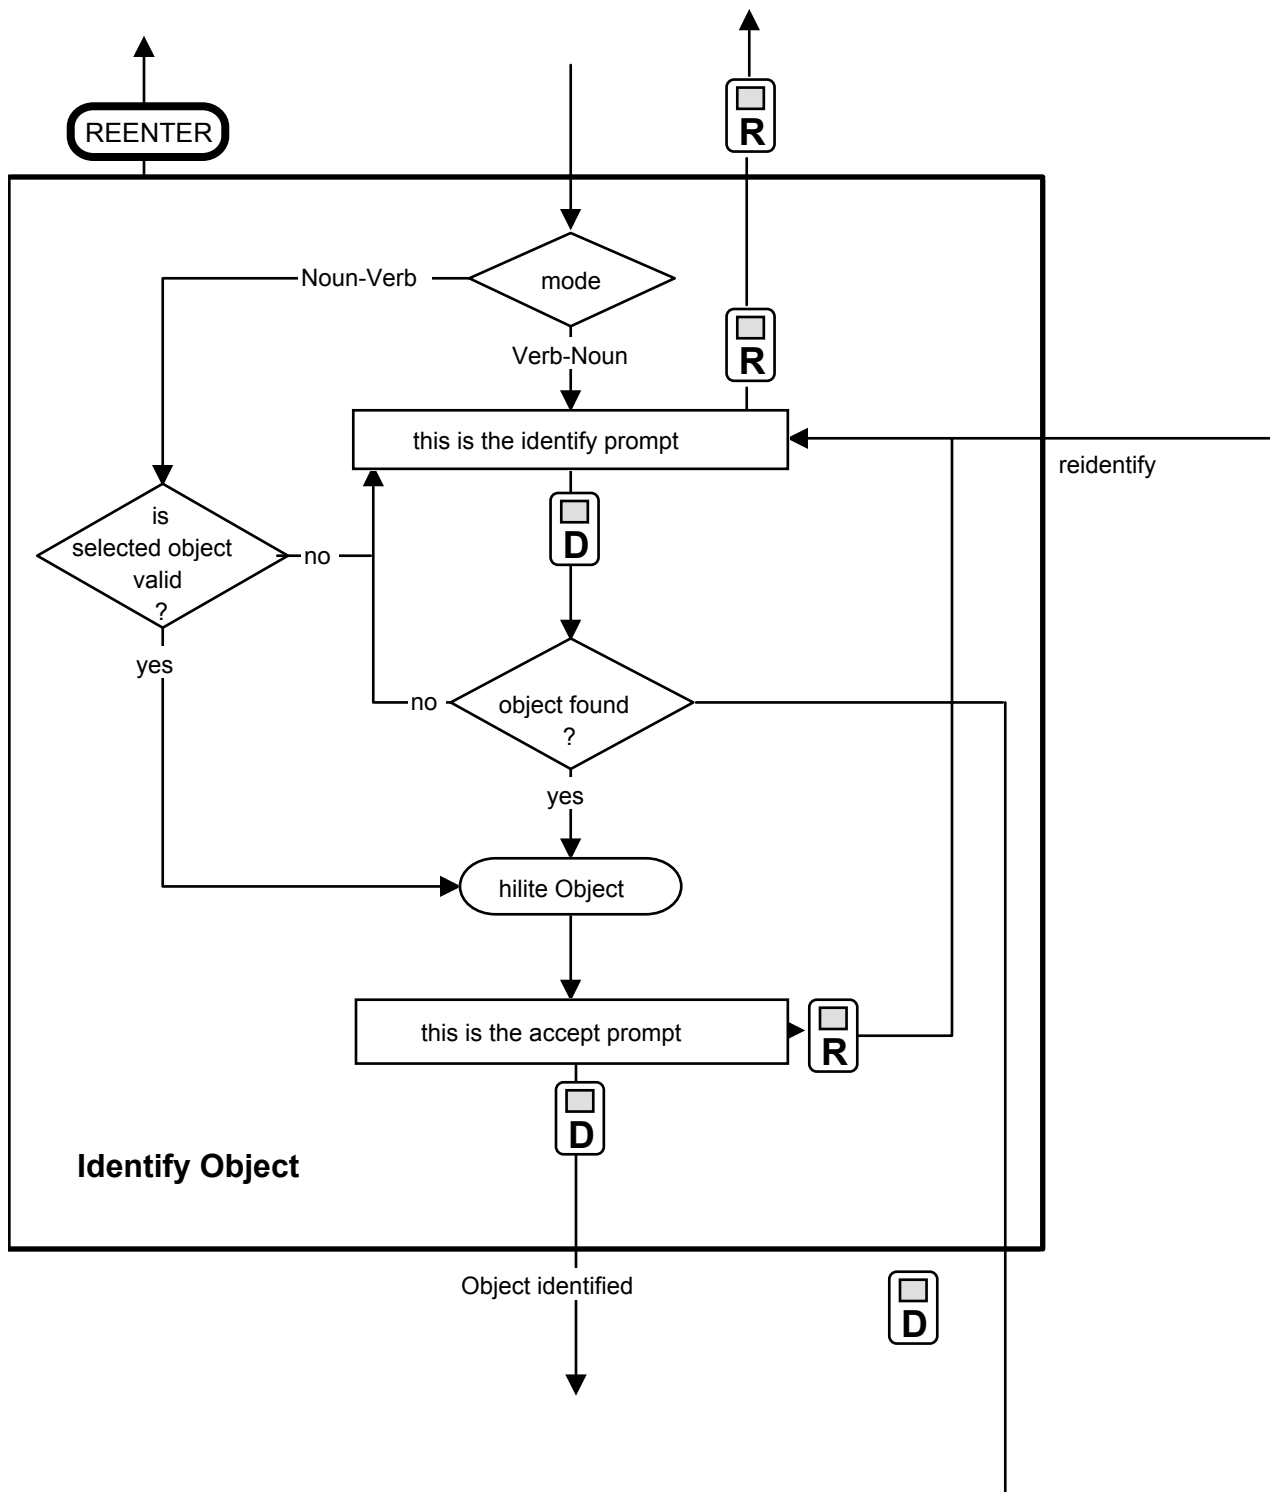 R
REENTER
Noun-Verb
mode
R
Verb-Noun
this is the identify prompt
reidentify
is
selected object
valid
?
no
D
yes
no
object found
?
yes
hilite Object
this is the accept prompt
R
D
Identify Object
Object identified
D